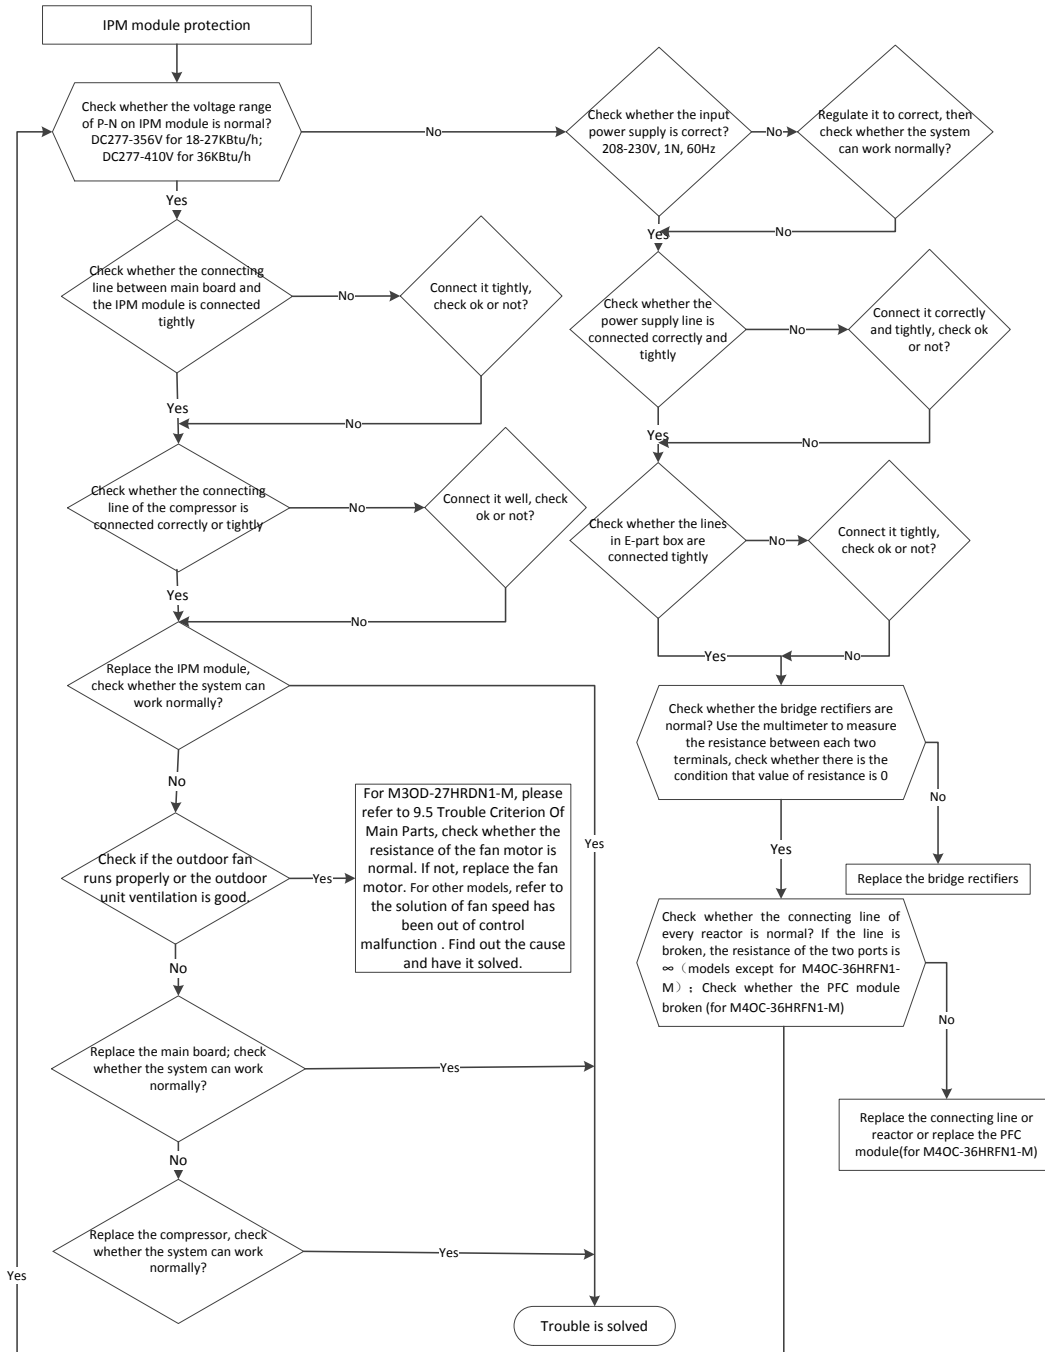 IPM module protection
Check whether the voltage range
of P-N on IPM module is normal?
DC277-356V for 18-27KBtu/h;
DC277-410V for 36KBtu/h
No
Check whether the input
power supply is correct?
208-230V, 1N, 60Hz
No
Regulate it to correct, then
check whether the system
can work normally?
Yes
Yes
No
Check whether the connecting
line between main board and
the IPM module is connected
tightly
No
Connect it tightly,
check ok or not?
Check whether the
power supply line is
connected correctly and
tightly
No
Connect it correctly
and tightly, check ok
or not?
Yes
No
Yes
No
Check whether the connecting
line of the compressor is
connected correctly or tightly
No
Connect it well, check
ok or not?
Check whether the lines
in E-part box are
connected tightly
No
Connect it tightly,
check ok or not?
Yes
No
Yes
No
Replace the IPM module,
check whether the system can
work normally?
Check whether the bridge rectifiers are
normal? Use the multimeter to measure
the resistance between each two
terminals, check whether there is the
condition that value of resistance is 0
No
No
Yes
Yes
For M3OD-27HRDN1-M, please
refer to 9.5 Trouble Criterion Of
Main Parts, check whether the
resistance of the fan motor is
normal. If not, replace the fan
motor. For other models, refer to
the solution of fan speed has
been out of control
malfunction . Find out the cause
and have it solved.
Check if the outdoor fan
runs properly or the outdoor
unit ventilation is good.
Yes
Replace the bridge rectifiers
Check whether the connecting line of
every reactor is normal? If the line is
broken, the resistance of the two ports is
∞（models except for M4OC-36HRFN1-
M）; Check whether the PFC module
broken (for M4OC-36HRFN1-M)
No
No
Replace the main board; check
whether the system can work
normally?
Yes
Replace the connecting line or
reactor or replace the PFC
module(for M4OC-36HRFN1-M)
No
Replace the compressor, check
whether the system can work
normally?
Yes
Yes
Trouble is solved